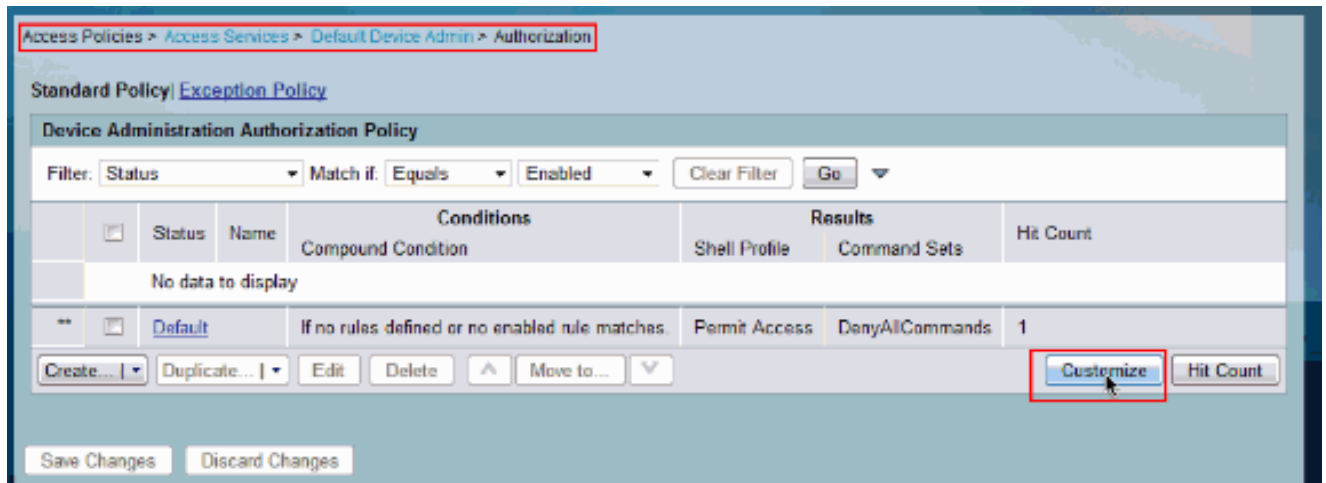 Access Policies > Access Services > Default Device Admin > Authorization
Standard Policy| Exception Policy
Device Administration Authorization Policy
Filter: Status Match if: Equals Enabled Clear Filter Go
Status Name Conditions Results Hit Count
Compound Condition Shell Profile Command Sets
No data to display
** Default If no rules defined or no enabled rule matches. Permit Access DenyAllCommands 1
Create... | Duplicate... | Edit Delete ^ Move to... Customize Hit Count
Save Changes Discard Changes